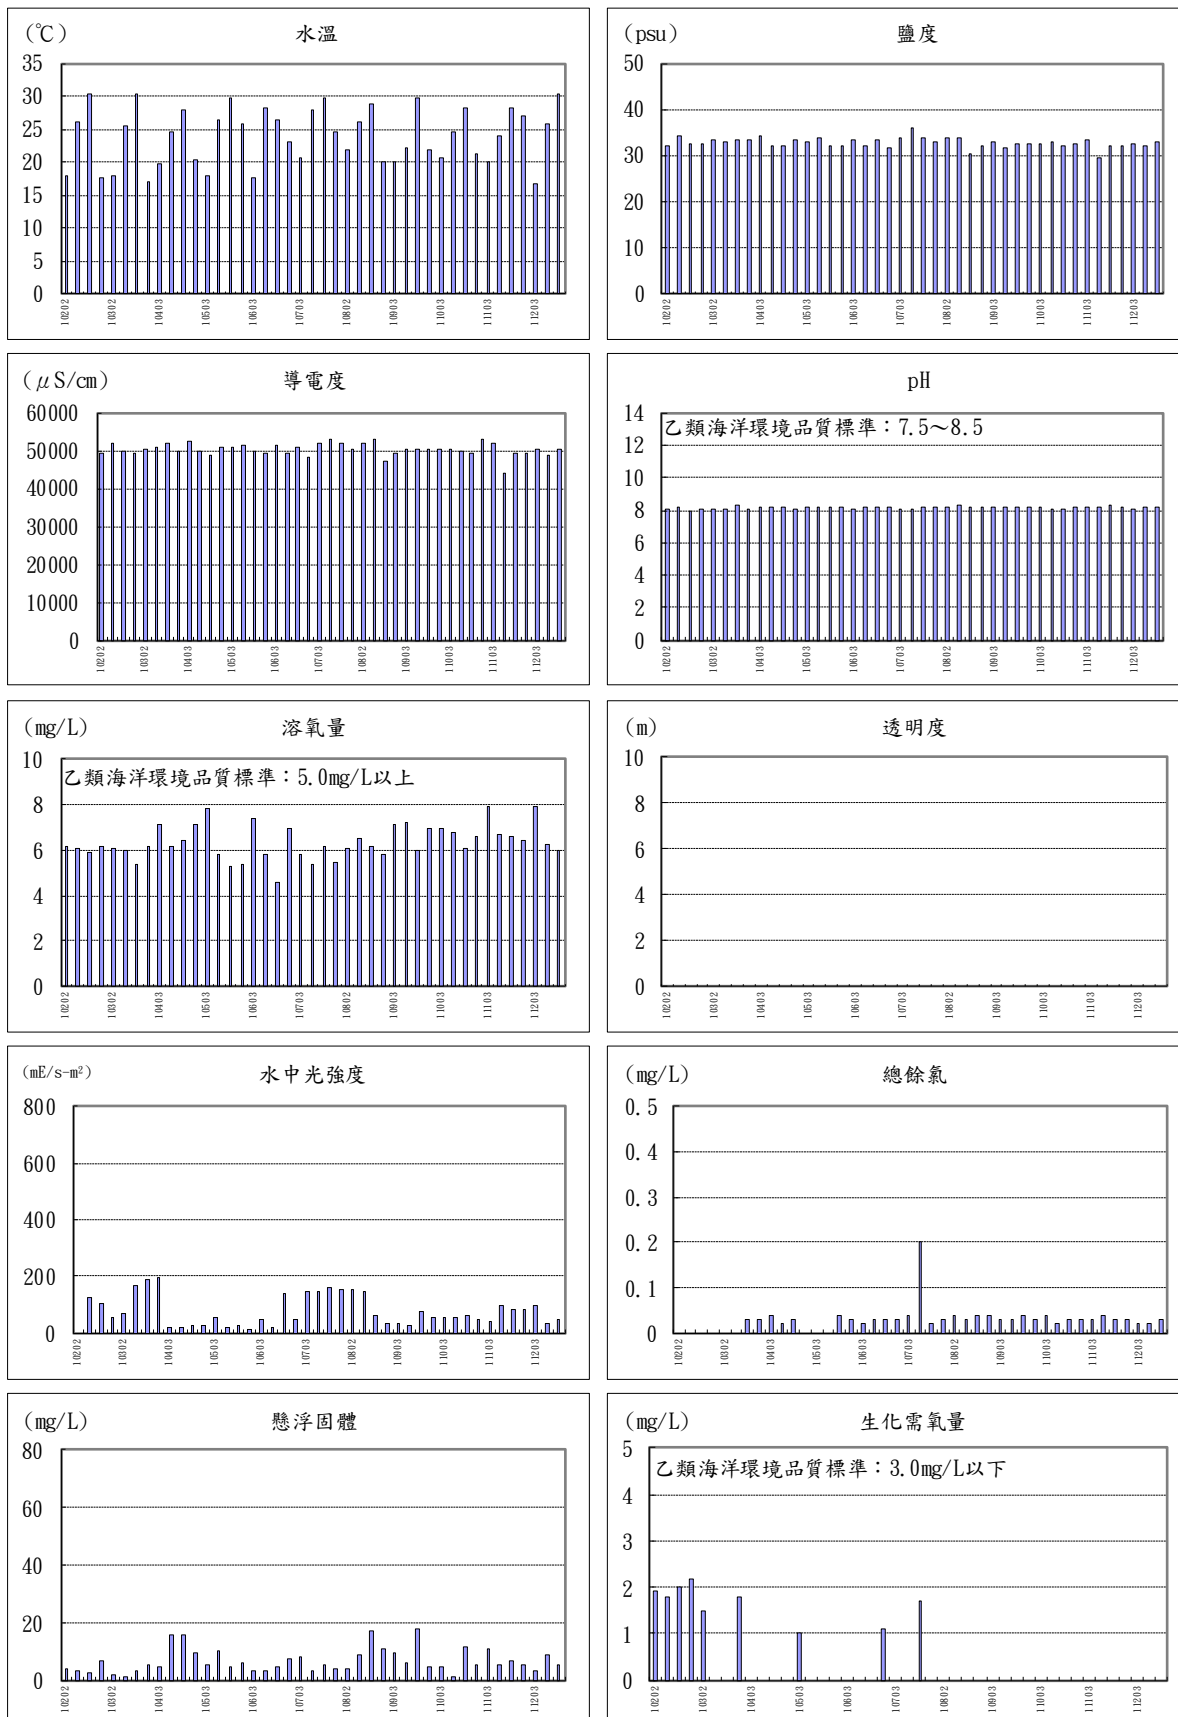 (℃) 水溫
35
30
25
20
15
10
5
0
10202 10302 10403 10503 10603 10703 10802 10903 11003 11103 11203
(psu) 鹽度
50
40
30
20
10
0
10202 10302 10403 10503 10603 10703 10802 10903 11003 11103 11203
(μS/cm) 導電度
60000
50000
40000
30000
20000
10000
0
10202 10302 10403 10503 10603 10703 10802 10903 11003 11103 11203
pH
乙類海洋環境品質標準：7.5～8.5
14
12
10
8
6
4
2
0
10202 10302 10403 10503 10603 10703 10802 10903 11003 11103 11203
(mg/L) 溶氧量
乙類海洋環境品質標準：5.0mg/L以上
10
8
6
4
2
0
10202 10302 10403 10503 10603 10703 10802 10903 11003 11103 11203
(m) 透明度
10
8
6
4
2
0
10202 10302 10403 10503 10603 10703 10802 10903 11003 11103 11203
(mE/s-m²) 水中光強度
800
600
400
200
0
10202 10302 10403 10503 10603 10703 10802 10903 11003 11103 11203
(mg/L) 總餘氯
0.5
0.4
0.3
0.2
0.1
0
10202 10302 10403 10503 10603 10703 10802 10903 11003 11103 11203
(mg/L) 懸浮固體
80
60
40
20
0
10202 10302 10403 10503 10603 10703 10802 10903 11003 11103 11203
(mg/L) 生化需氧量
乙類海洋環境品質標準：3.0mg/L以下
5
4
3
2
1
0
10202 10302 10403 10503 10603 10703 10802 10903 11003 11103 11203